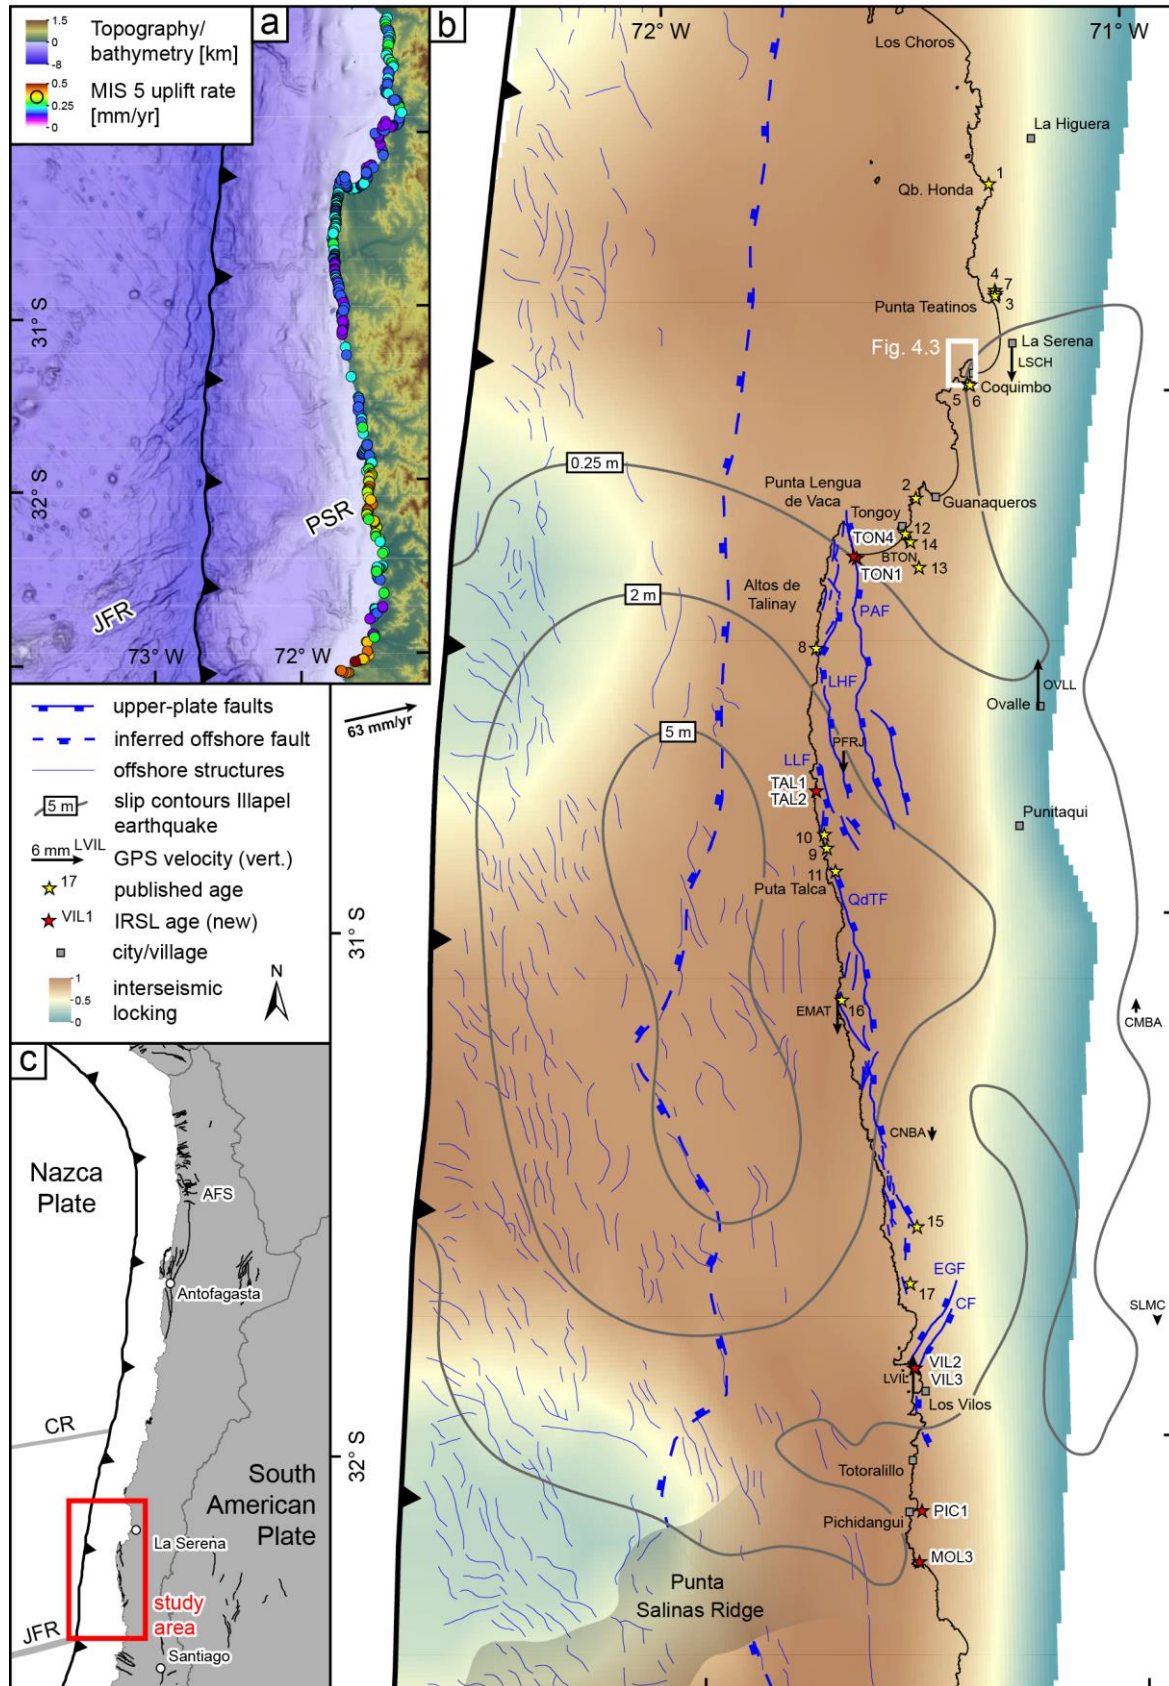 a
1.5
0
-8
Topography/
bathymetry [km]
0.5
0.25
0
MIS 5 uplift rate
[mm/yr]
31° S
32° S
PSR
JFR
73° W
72° W
upper-plate faults
inferred offshore fault
offshore structures
5 m
slip contours Illapel
earthquake
6 mm LVIL
GPS velocity (vert.)
17
published age
VIL1
IRSL age (new)
city/village
1
0.5
0
interseismic
locking
N
63 mm/yr
c
Nazca
Plate
AFS
Antofagasta
CR
South
American
Plate
La Serena
study
area
JFR
Santiago
b
72° W
71° W
Los Choros
La Higuera
1
Qb. Honda
4
7
3
Punta Teatinos
La Serena
Fig. 4.3
LSCH
Coquimbo
5
6
0.25 m
Punta Lengua
de Vaca
2
Guanaqueros
Tongoy
12
TON4
14
BTON
13
TON1
2 m
Altos de
Talinay
PAF
8
LHF
OVLL
Ovalle
5 m
PFRJ
LLF
TAL1
TAL2
Punitaqui
10
9
11
Puta Talca
QdTF
31° S
EMAT
16
CMBA
CNBA
15
EGF
17
CF
SLMC
VIL2
LVIL
VIL3
Los Vilos
32° S
Totoralillo
PIC1
Pichidangui
MOL3
Punta
Salinas Ridge